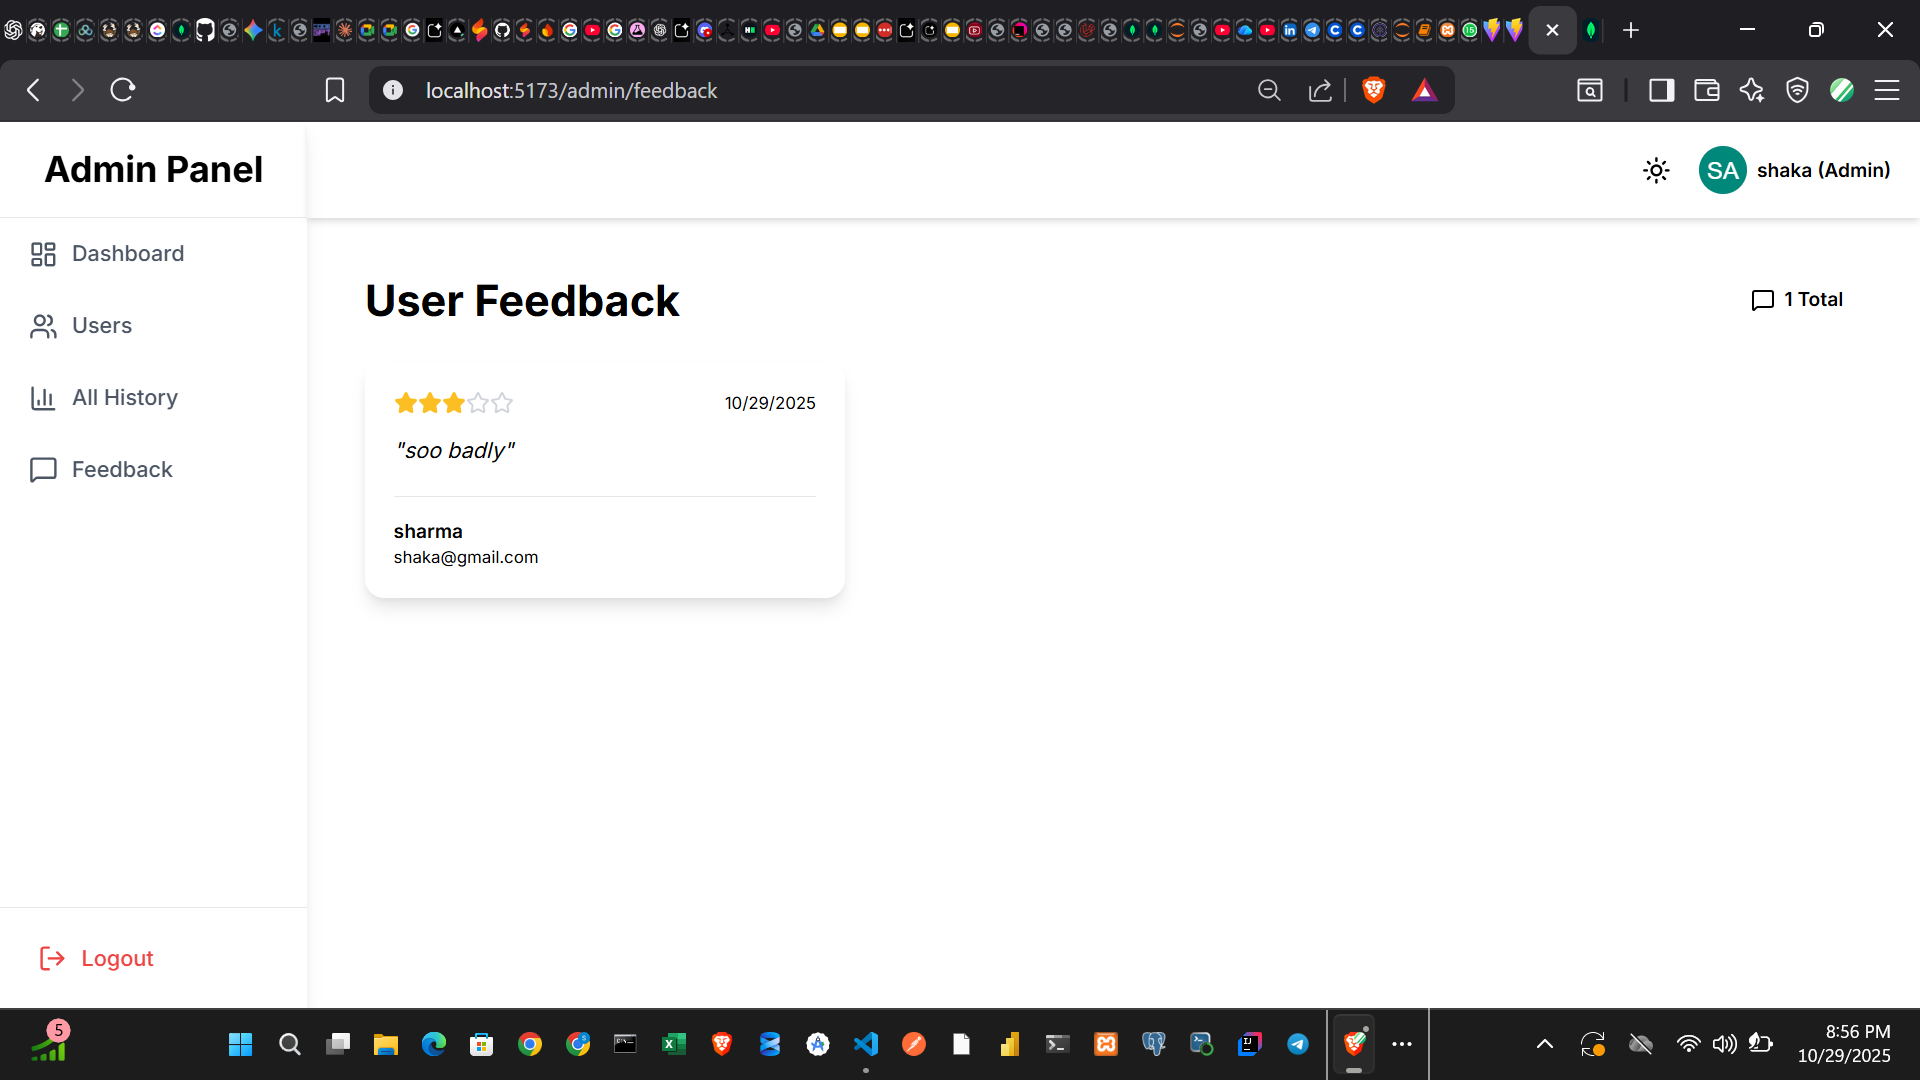 localhost:5173/admin/feedback
Admin Panel
SA shaka (Admin)
Dashboard
Users
All History
Feedback
User Feedback
1 Total
10/29/2025
"soo badly"
sharma
shaka@gmail.com
Logout
5
8:56 PM
10/29/2025